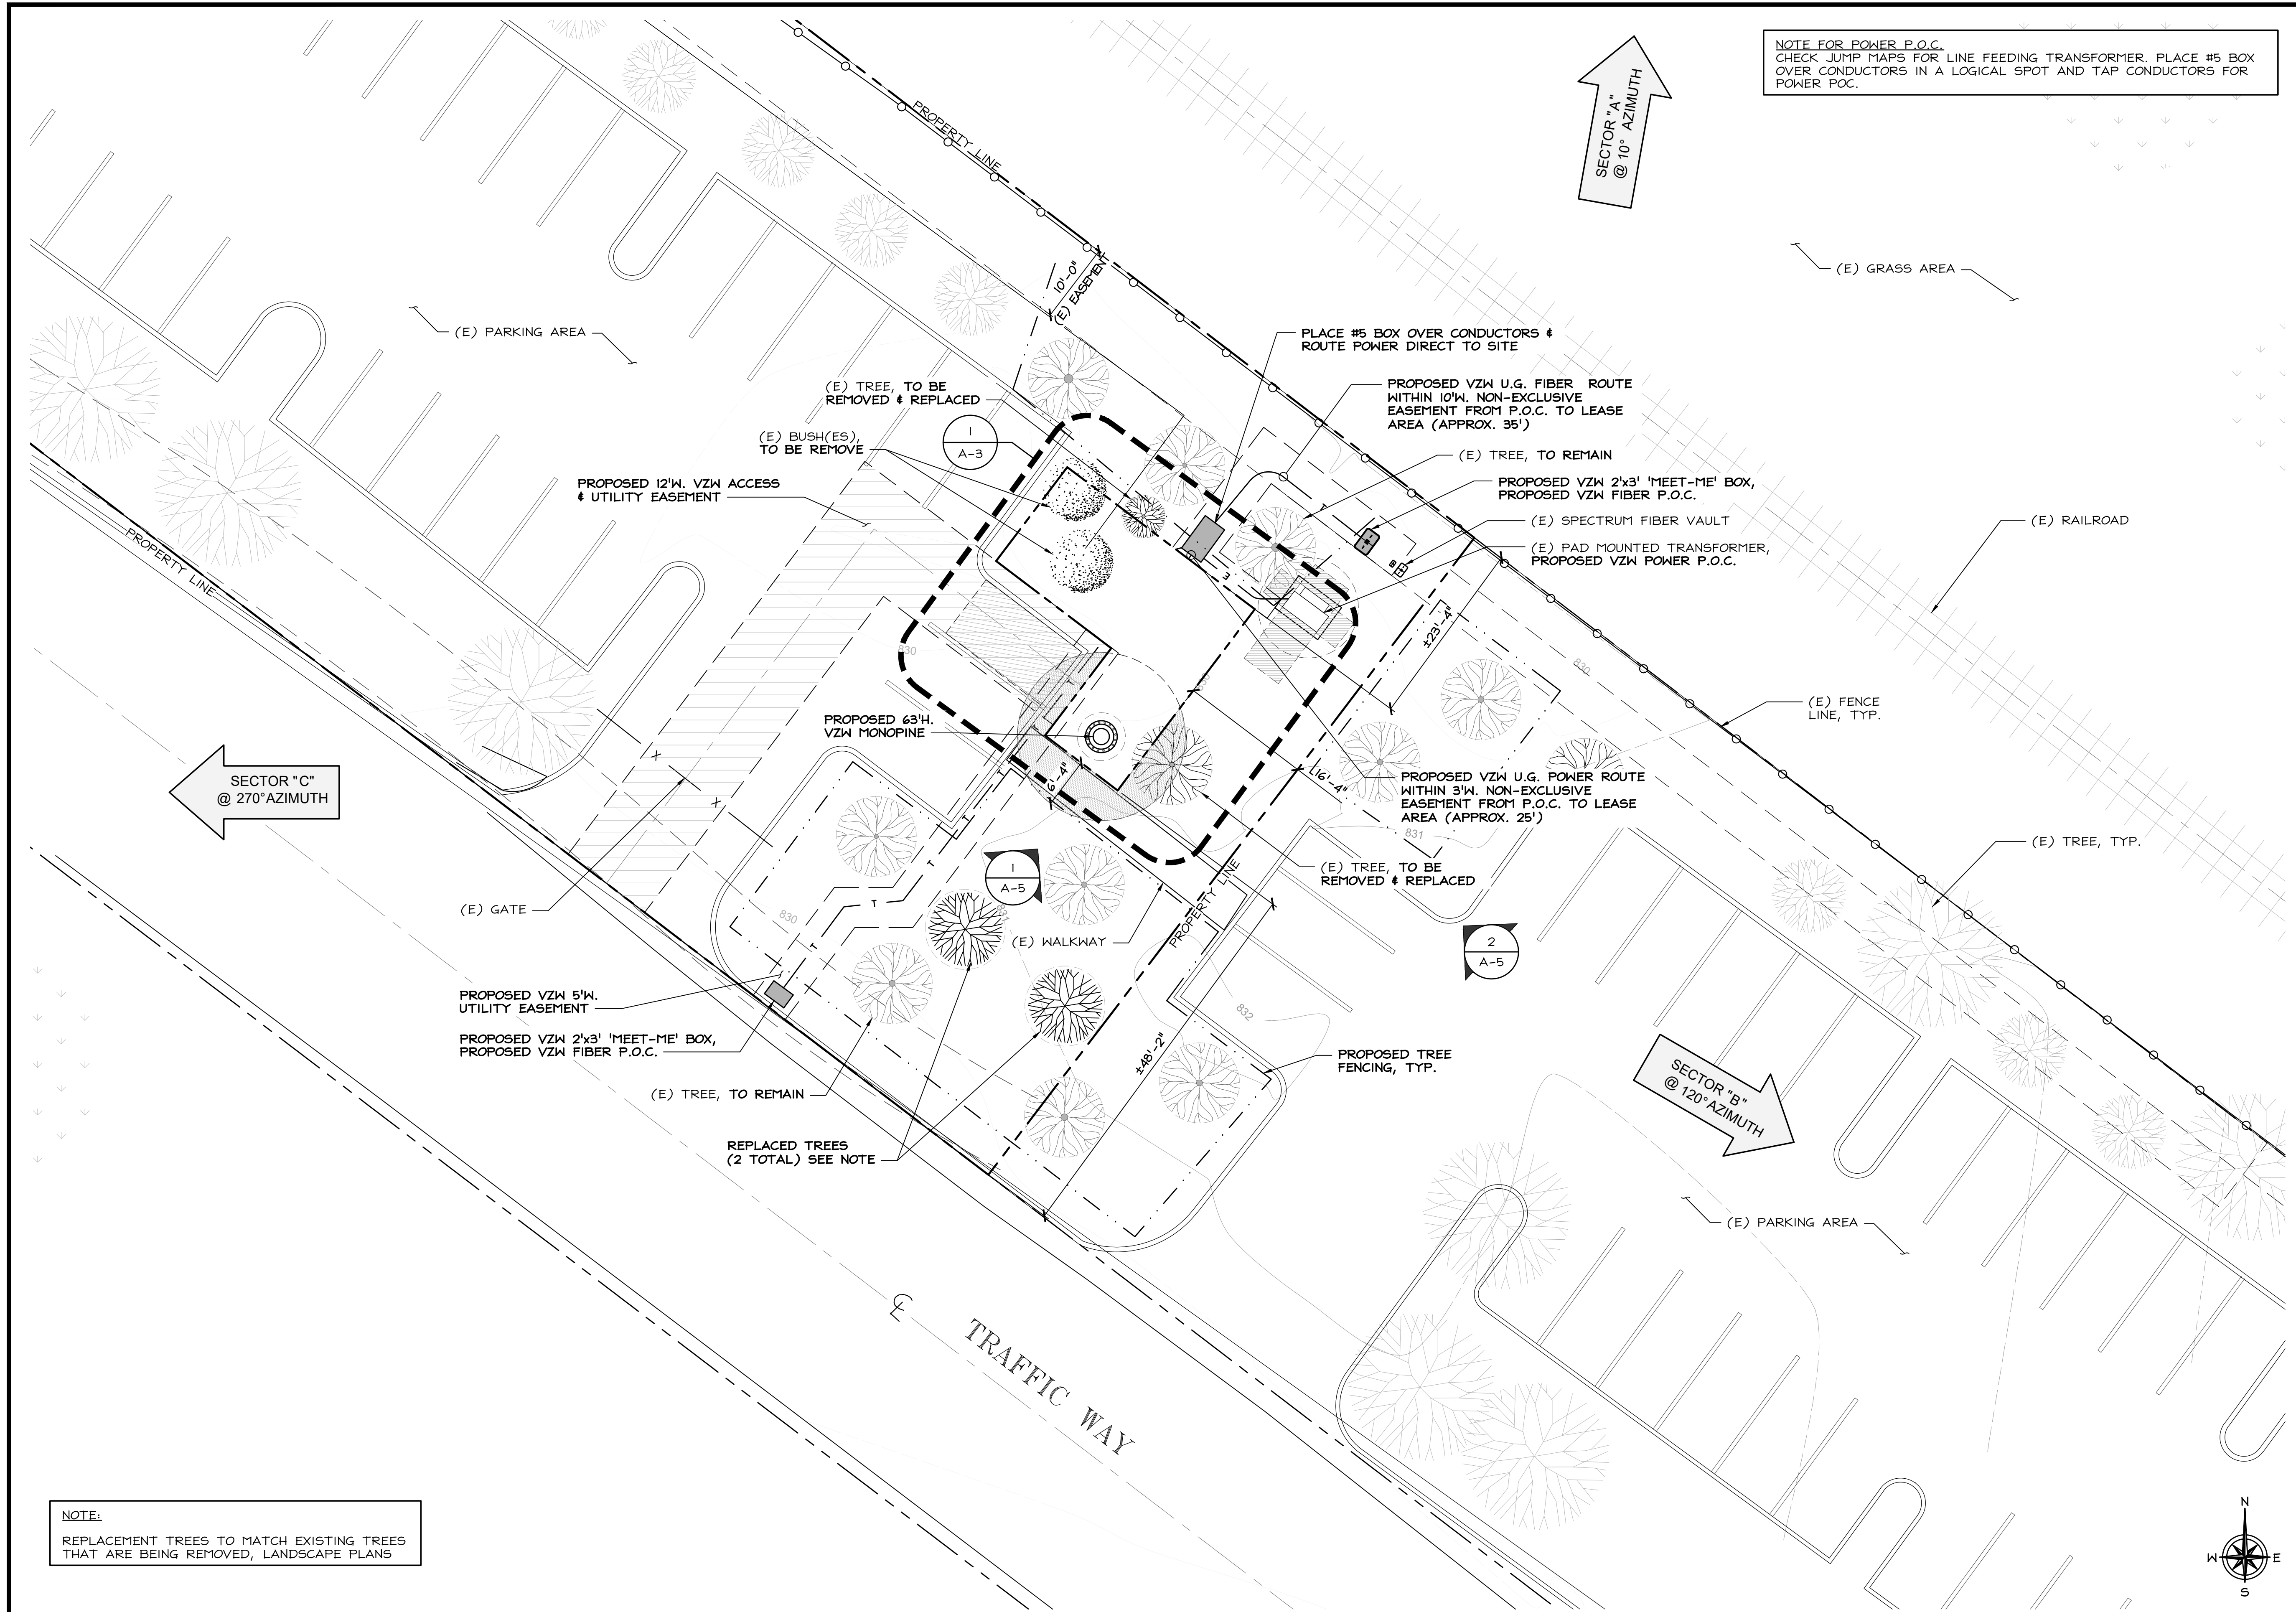 NOTE FOR POWER P.O.C.
CHECK JUMP MAPS FOR LINE FEEDING TRANSFORMER. PLACE #5 BOX
OVER CONDUCTORS IN A LOGICAL SPOT AND TAP CONDUCTORS FOR
POWER POC.
SECTOR "A"
@ 10° AZIMUTH
PROPERTY LINE
10'-0"
(E) EASEMENT
(E) GRASS AREA
(E) PARKING AREA
PLACE #5 BOX OVER CONDUCTORS &
ROUTE POWER DIRECT TO SITE
(E) TREE, TO BE
REMOVED & REPLACED
PROPOSED VZW U.G. FIBER ROUTE
WITHIN 10'W. NON-EXCLUSIVE
EASEMENT FROM P.O.C. TO LEASE
AREA (APPROX. 35')
1
A-3
(E) BUSH(ES),
TO BE REMOVE
(E) TREE, TO REMAIN
PROPOSED 12'W. VZW ACCESS
& UTILITY EASEMENT
PROPOSED VZW 2'x3' 'MEET-ME' BOX,
PROPOSED VZW FIBER P.O.C.
(E) SPECTRUM FIBER VAULT
(E) RAILROAD
(E) PAD MOUNTED TRANSFORMER,
PROPOSED VZW POWER P.O.C.
PROPERTY LINE
±23'-4"
830
830
(E) FENCE
LINE, TYP.
PROPOSED 63'H.
VZW MONOPINE
6'-4"
16'-4"
PROPOSED VZW U.G. POWER ROUTE
WITHIN 3'W. NON-EXCLUSIVE
EASEMENT FROM P.O.C. TO LEASE
AREA (APPROX. 25')
831
SECTOR "C"
@ 270° AZIMUTH
X
X
T
T
T
T
T
(E) TREE, TYP.
(E) TREE, TO BE
REMOVED & REPLACED
1
A-5
PROPERTY LINE
(E) GATE
830
(E) WALKWAY
2
A-5
PROPOSED VZW 5'W.
UTILITY EASEMENT
832
PROPOSED VZW 2'x3' 'MEET-ME' BOX,
PROPOSED VZW FIBER P.O.C.
±48'-2"
PROPOSED TREE
FENCING, TYP.
SECTOR "B"
@ 120° AZIMUTH
(E) TREE, TO REMAIN
REPLACED TREES
(2 TOTAL) SEE NOTE
(E) PARKING AREA
TRAFFIC WAY
NOTE:
REPLACEMENT TREES TO MATCH EXISTING TREES
THAT ARE BEING REMOVED, LANDSCAPE PLANS
N
W
E
S